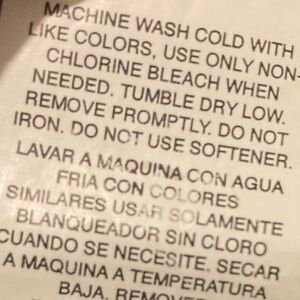 MACHINE WASH COLD WITH
LIKE COLORS, USE ONLY NON-
CHLORINE BLEACH WHEN
NEEDED. TUMBLE DRY LOW.
REMOVE PROMPTLY. DO NOT
IRON. DO NOT USE SOFTENER.
LAVAR A MAQUINA CON AGUA
FRIA CON COLORES
SIMILARES USAR SOLAMENTE
BLANQUEADOR SIN CLORO
CUANDO SE NECESITE. SECAR
A MAQUINA A TEMPERATURA
BAJA.